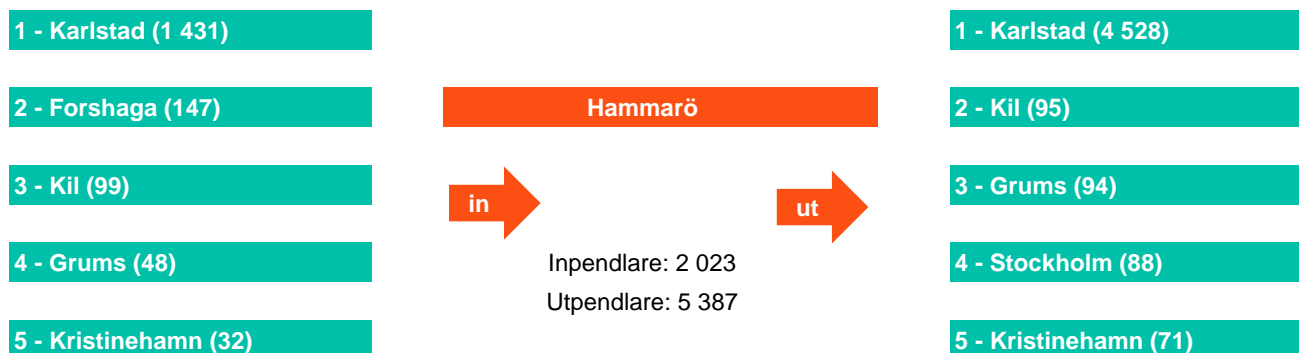 1 - Karlstad (1 431)
2 - Forshaga (147)
3 - Kil (99)
4 - Grums (48)
5 - Kristinehamn (32)
Hammarö
in
ut
Inpendlare: 2 023
Utpendlare: 5 387
1 - Karlstad (4 528)
2 - Kil (95)
3 - Grums (94)
4 - Stockholm (88)
5 - Kristinehamn (71)